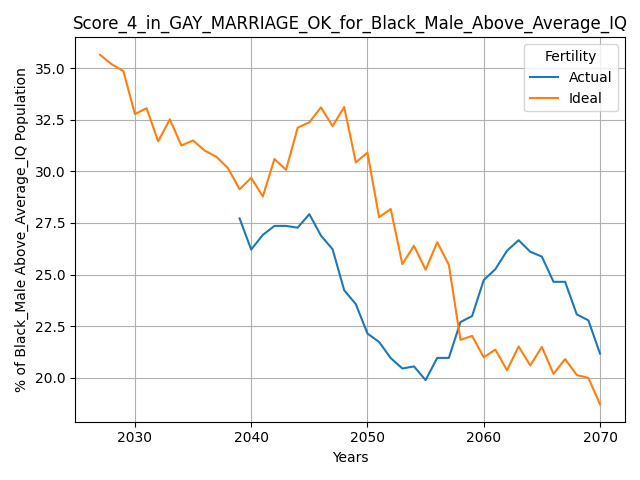 Score_4_in_GAY_MARRIAGE_OK_for_Black_Male_Above_Average_IQ
% of Black_Male Above_Average_IQ Population
35.0
32.5
30.0
27.5
25.0
22.5
20.0
Fertility
Actual
Ideal
2030 2040 2050 2060 2070
Years